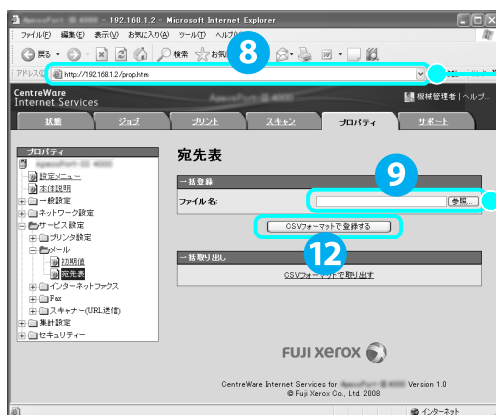 - 192.168.1.2 - Microsoft Internet Explorer
ファイル(F) 編集(E) 表示(V) お気に入り(A) ツール(T) ヘルプ
戻る 検索
8
アドレス(D) http://192.168.1.2/prop.htm
CentreWare
Internet Services
機械管理者 | ヘルプ
状態 ジョブ プリント スキャン プロパティ サポート
プロパティ
設定メニュー
本体説明
一般設定
ネットワーク設定
サービス設定
プリンタ設定
メール
初期値
宛先表
インターネットファクス
Fax
スキャナー(URL送信)
集計設定
セキュリティー
宛先表
一括登録
9
ファイル名:
参照...
CSVフォーマットで登録する
12
一括取り出し
CSVフォーマットで取り出す
FUJI XEROX
CentreWare Internet Services for Version 1.0
© Fuji Xerox Co., Ltd. 2008
インターネット